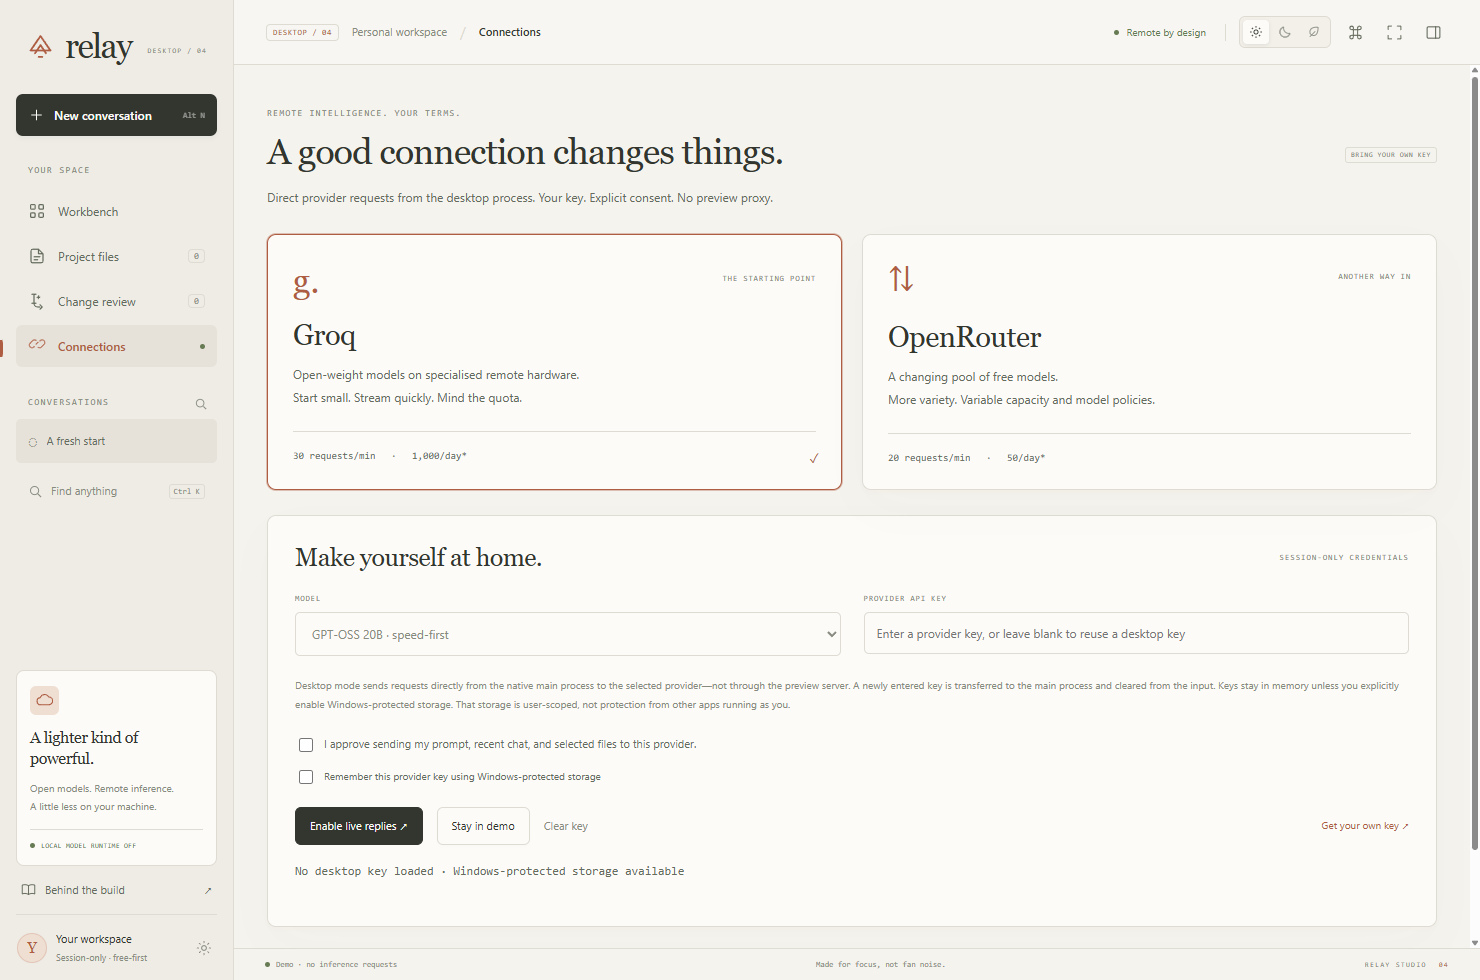 relay
DESKTOP / 04
New conversation
Alt N
YOUR SPACE
Workbench
Project files
0
Change review
0
Connections
CONVERSATIONS
A fresh start
Find anything
Ctrl K
A lighter kind of
powerful.
Open models. Remote inference.
A little less on your machine.
LOCAL MODEL RUNTIME OFF
Behind the build ↗
Y
Your workspace
Session-only · free-first
DESKTOP / 04
Personal workspace / Connections
Remote by design
REMOTE INTELLIGENCE. YOUR TERMS.
A good connection changes things.
BRING YOUR OWN KEY
Direct provider requests from the desktop process. Your key. Explicit consent. No preview proxy.
g.
THE STARTING POINT
Groq
Open-weight models on specialised remote hardware.
Start small. Stream quickly. Mind the quota.
30 requests/min · 1,000/day*
✓
ANOTHER WAY IN
OpenRouter
A changing pool of free models.
More variety. Variable capacity and model policies.
20 requests/min · 50/day*
Make yourself at home.
SESSION-ONLY CREDENTIALS
MODEL
GPT-OSS 20B · speed-first
PROVIDER API KEY
Enter a provider key, or leave blank to reuse a desktop key
Desktop mode sends requests directly from the native main process to the selected provider—not through the preview server. A newly entered key is transferred to the main process and cleared from the input. Keys stay in memory unless you explicitly
enable Windows-protected storage. That storage is user-scoped, not protection from other apps running as you.
I approve sending my prompt, recent chat, and selected files to this provider.
Remember this provider key using Windows-protected storage
Enable live replies ↗
Stay in demo
Clear key
Get your own key ↗
No desktop key loaded · Windows-protected storage available
Demo · no inference requests
Made for focus, not fan noise.
RELAY STUDIO 04